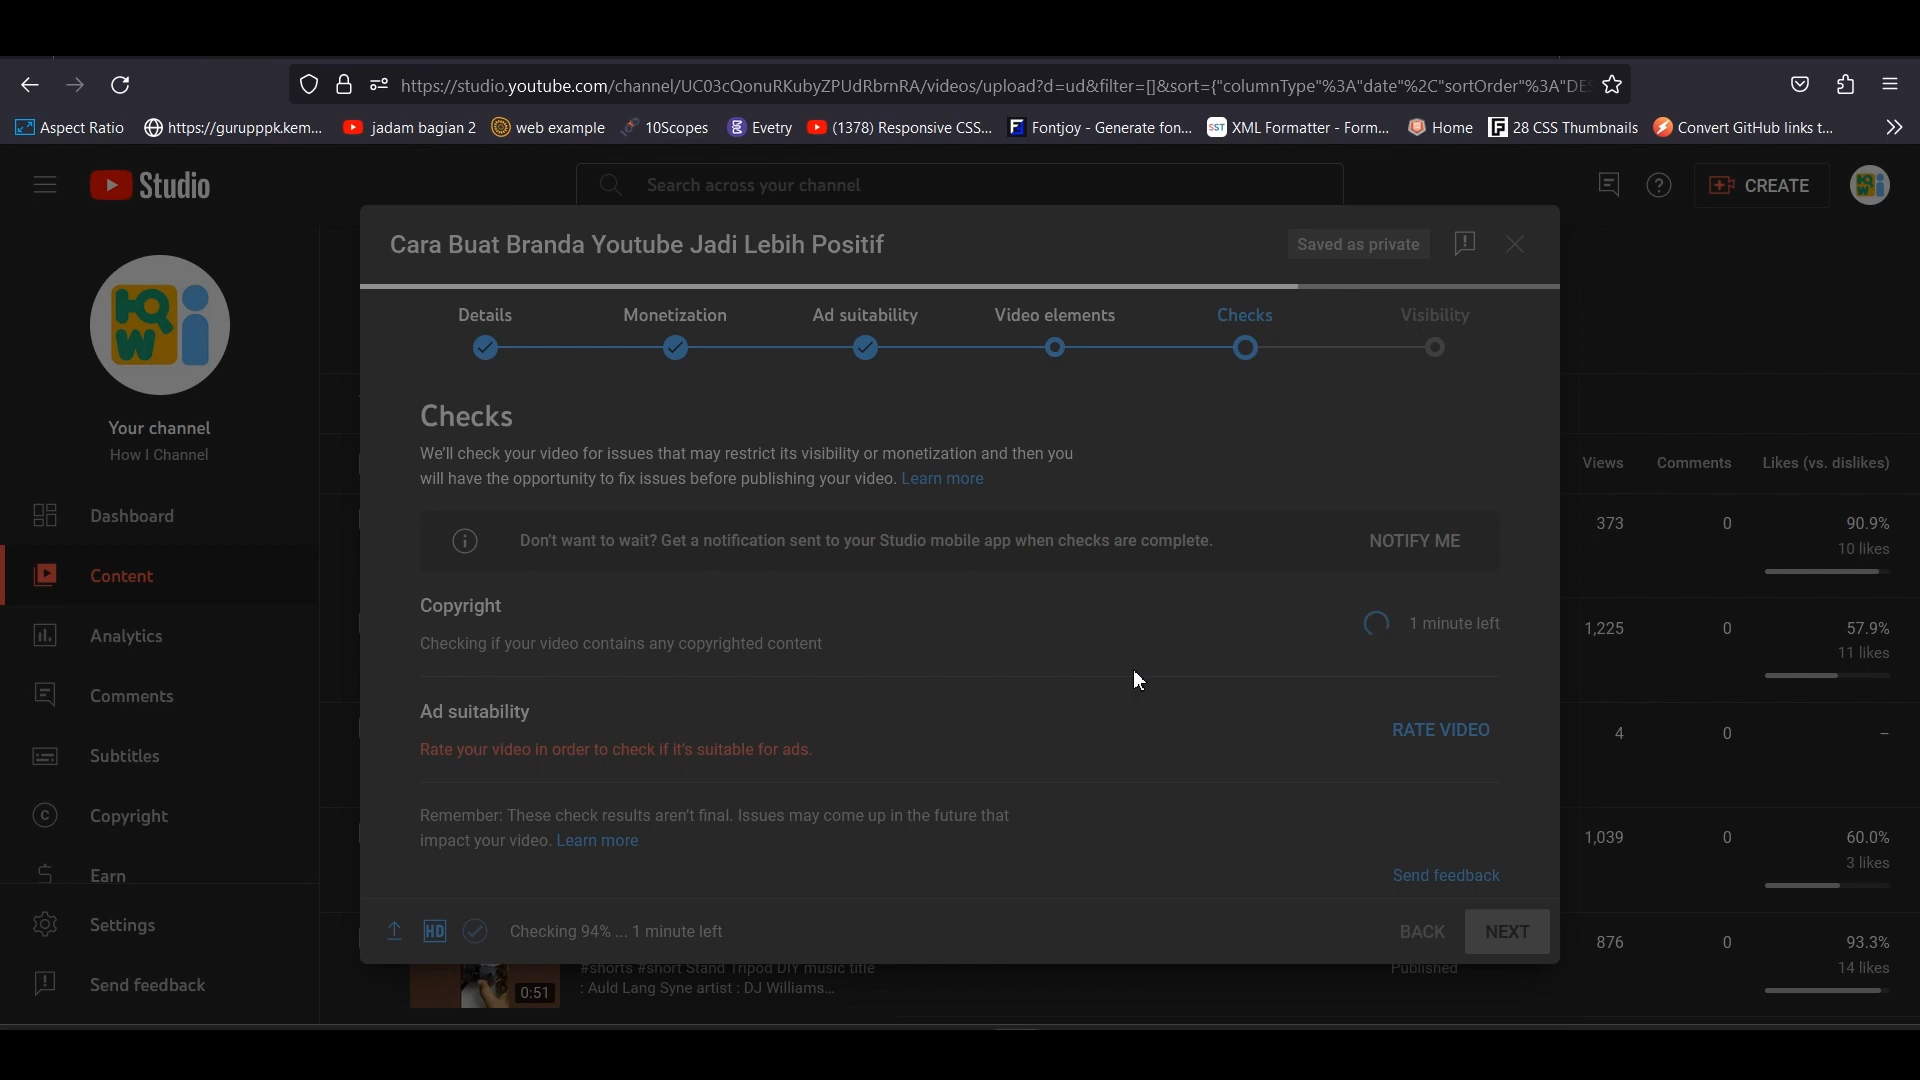 https://studio.youtube.com/channel/UC03cQonuRKubyZPUdRbrnRA/videos/upload?d=ud&filter=[]&sort={"columnType"%3A"date"%2C"sortOrder"%3A"DES
Aspect Ratio https://gurupppk.kem... jadam bagian 2 web example 10Scopes Evetry (1378) Responsive CSS... Fontjoy - Generate fon... SST XML Formatter - Form... Home 28 CSS Thumbnails Convert GitHub links t...
Studio
Search across your channel
CREATE
Cara Buat Branda Youtube Jadi Lebih Positif
Saved as private
Details Monetization Ad suitability Video elements Checks Visibility
Checks
We'll check your video for issues that may restrict its visibility or monetization and then you
will have the opportunity to fix issues before publishing your video. Learn more
Don't want to wait? Get a notification sent to your Studio mobile app when checks are complete. NOTIFY ME
Copyright
Checking if your video contains any copyrighted content
1 minute left
Ad suitability
Rate your video in order to check if it's suitable for ads.
RATE VIDEO
Remember: These check results aren't final. Issues may come up in the future that
impact your video. Learn more
Send feedback
HD Checking 94% ... 1 minute left
BACK NEXT
HOW
Your channel
How I Channel
Dashboard
Content
Analytics
Comments
Subtitles
Copyright
Earn
Settings
Send feedback
Views Comments Likes (vs. dislikes)
373 0 90.9%
10 likes
1,225 0 57.9%
11 likes
4 0 –
1,039 0 60.0%
3 likes
876 0 93.3%
14 likes
#shorts #short Stand Tripod DIY music title
: Auld Lang Syne artist : DJ Williams...
0:51
Published